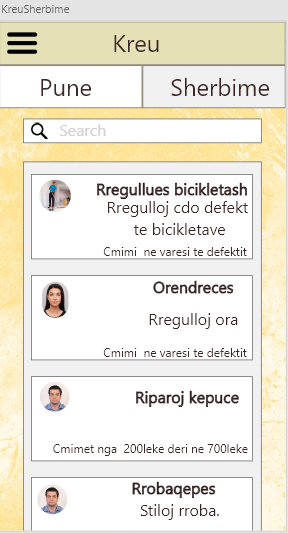 KreuSherbime
Kreu
Pune
Sherbime
Search
Rregullues bicikletash
Rregulloj cdo defekt
te bicikletave
Cmimi ne varesi te defektit
Orendreces
Rregulloj ora
Cmimi ne varesi te defektit
Riparoj kepuce
Cmimet nga 200leke deri ne 700leke
Rrobaqepes
Stiloj rroba.